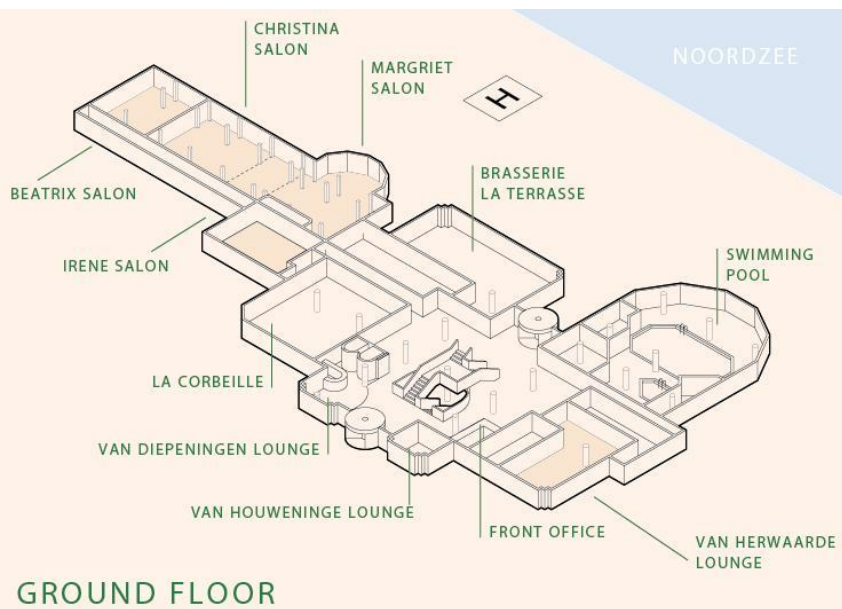 CHRISTINA
SALON
NOORDZEE
MARGRIET
SALON
H
BRASSERIE
LA TERRASSE
BEATRIX SALON
SWIMMING
POOL
IRENE SALON
LA CORBEILLE
VAN DIEPENINGEN LOUNGE
VAN HOUWENINGE LOUNGE
FRONT OFFICE
VAN HERWAARDE
LOUNGE
GROUND FLOOR